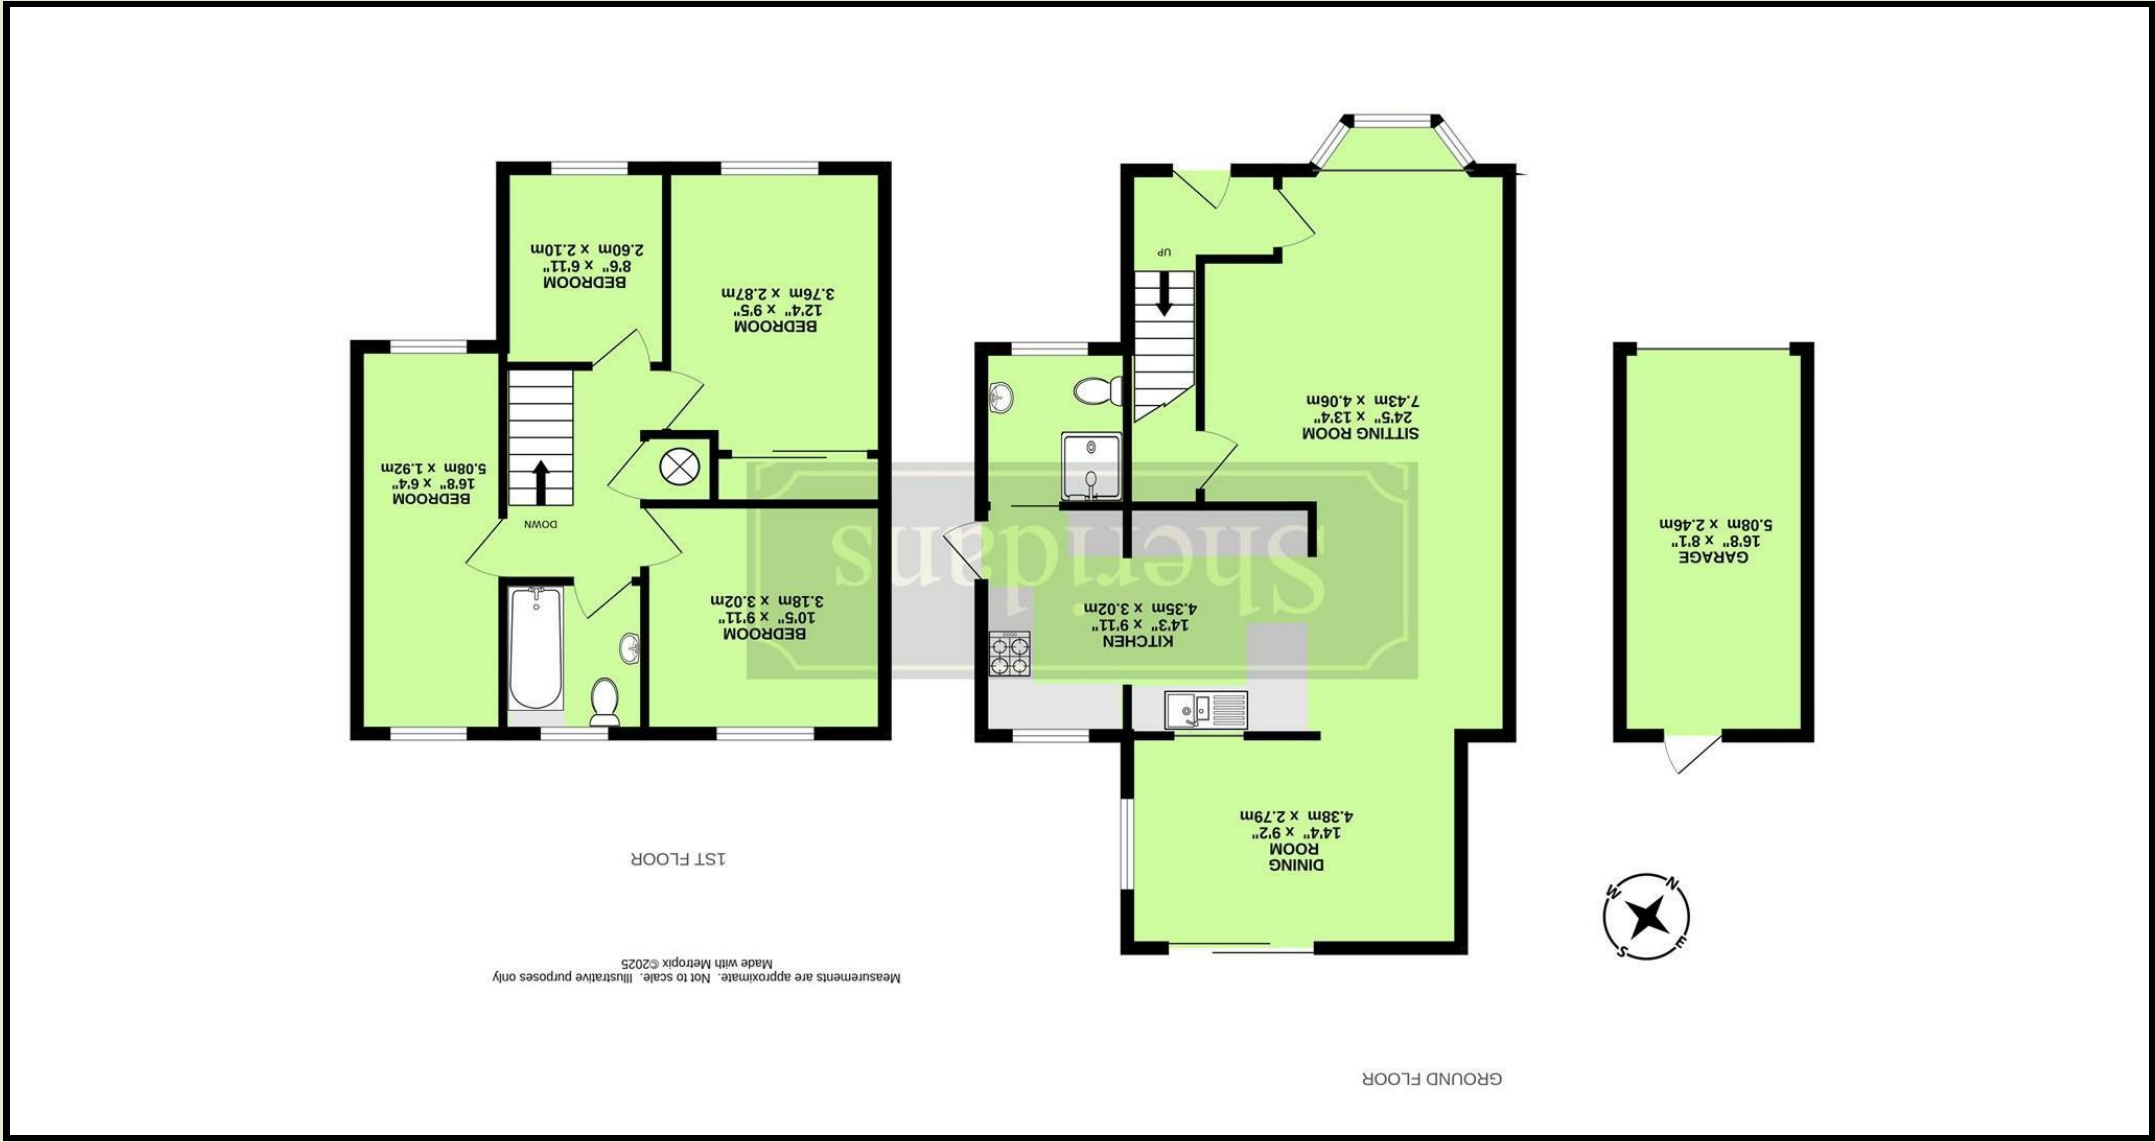 GROUND FLOOR
N
E
S
W
DINING
ROOM
14'4" x 9'2"
4.38m x 2.79m
KITCHEN
14'3" x 9'11"
4.35m x 3.02m
GARAGE
16'8" x 8'1"
5.08m x 2.46m
SITTING ROOM
24'5" x 13'4"
7.43m x 4.06m
UP
Sheridans
Measurements are approximate. Not to scale. Illustrative purposes only
Made with Metropix ©2025
1ST FLOOR
BEDROOM
10'5" x 9'11"
3.18m x 3.02m
DOWN
BEDROOM
16'8" x 6'4"
5.08m x 1.92m
BEDROOM
12'4" x 9'5"
3.76m x 2.87m
BEDROOM
8'6" x 6'11"
2.60m x 2.10m